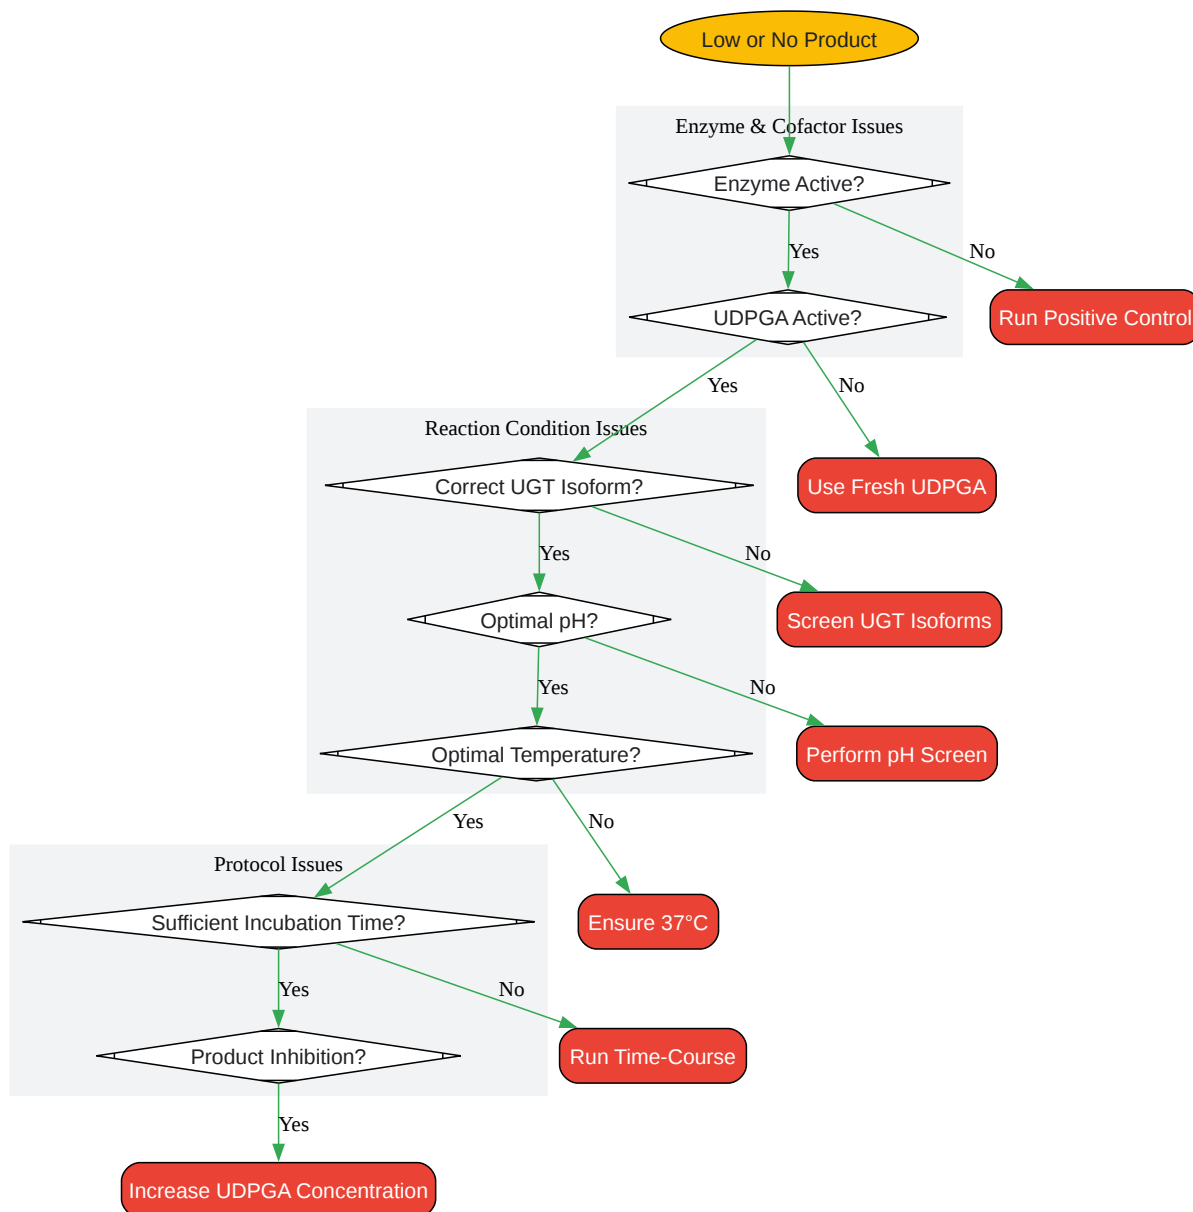 Low or No Product
Enzyme & Cofactor Issues
Enzyme Active?
Yes
No
UDPGA Active?
Run Positive Control
Yes
No
Reaction Condition Issues
Correct UGT Isoform?
Use Fresh UDPGA
Yes
No
Optimal pH?
Screen UGT Isoforms
Yes
No
Optimal Temperature?
Perform pH Screen
Yes
No
Protocol Issues
Sufficient Incubation Time?
Ensure 37°C
Yes
No
Product Inhibition?
Run Time-Course
Yes
Increase UDPGA Concentration